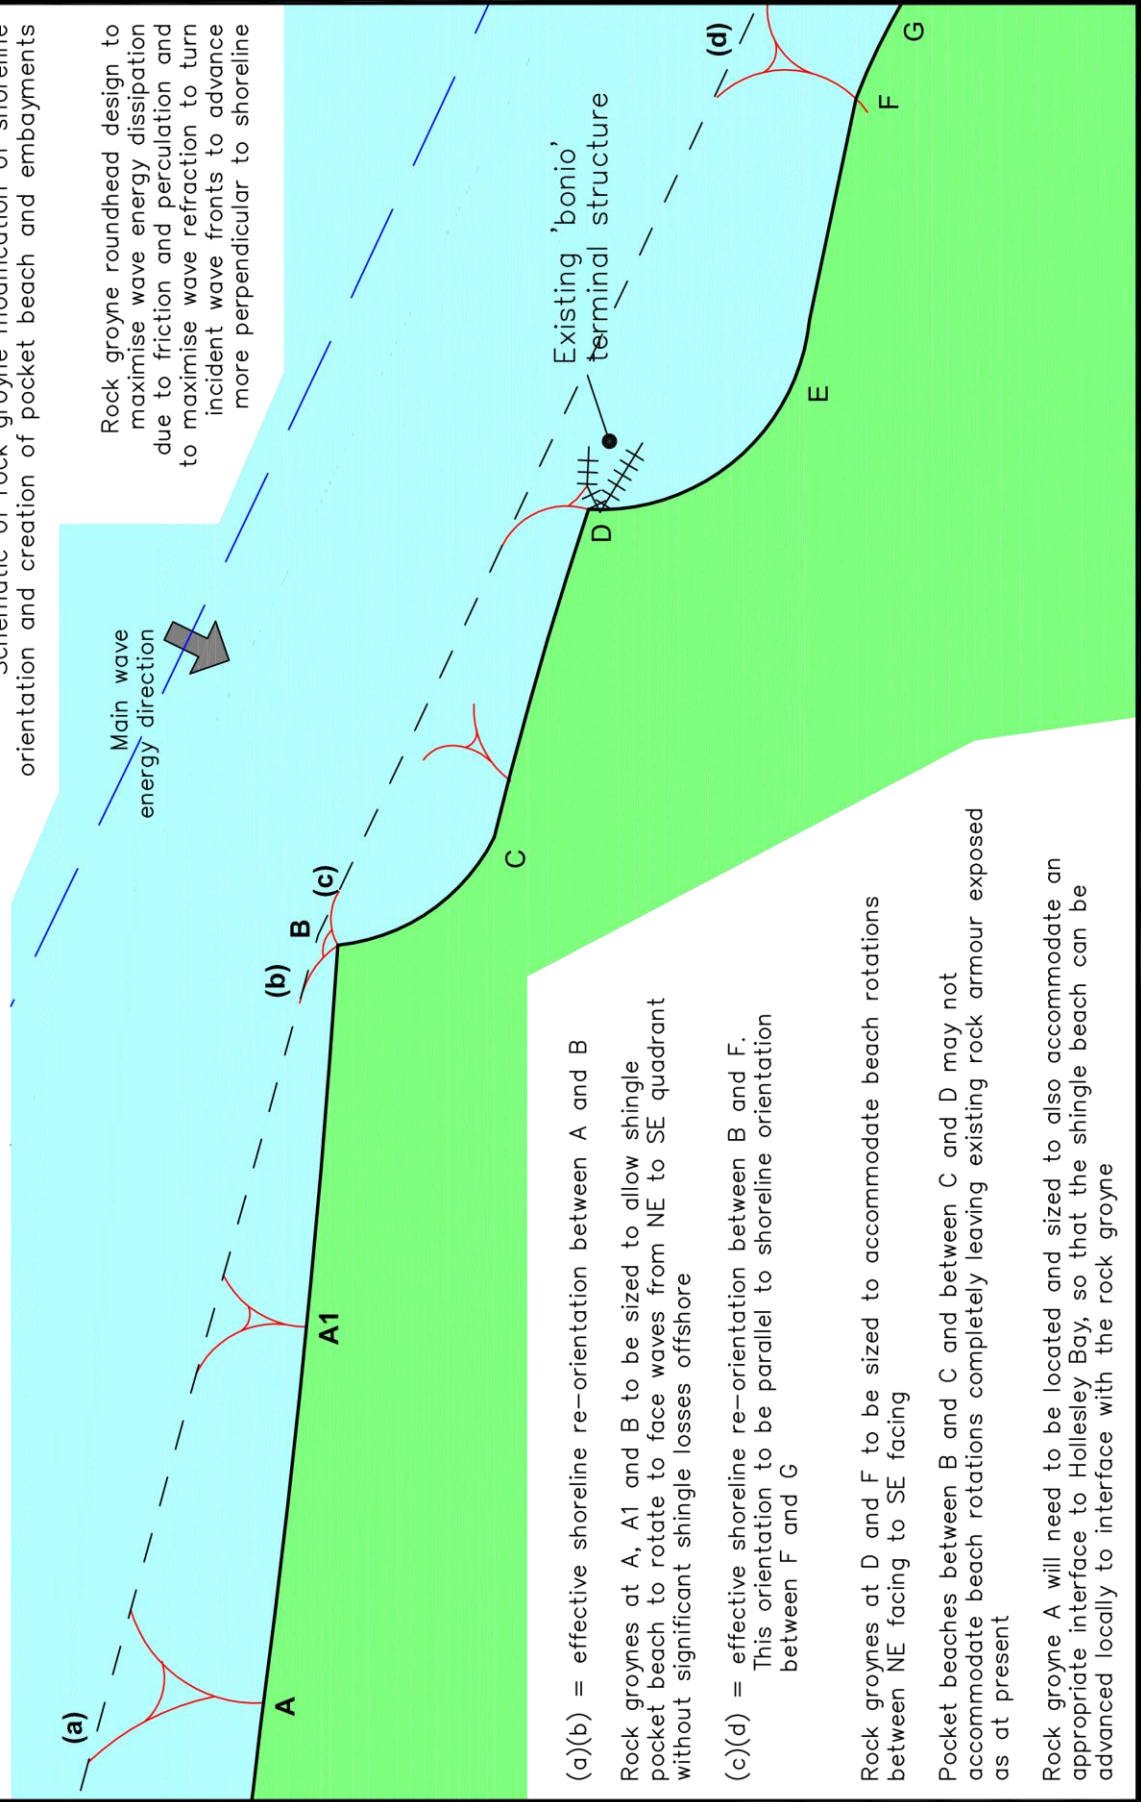 Schematic of rock groyne modification of shoreline
orientation and creation of pocket beach and embayments
Rock groyne roundhead design to
maximise wave energy dissipation
due to friction and perculation and
to maximise wave refraction to turn
incident wave fronts to advance
more perpendicular to shoreline
Main wave
energy direction
(a)
A
A1
(b)
B
(c)
C
D
Existing 'bonio'
terminal structure
E
(d)
F
G
(a)(b) = effective shoreline re-orientation between A and B
Rock groynes at A, A1 and B to be sized to allow shingle
pocket beach to rotate to face waves from NE to SE quadrant
without significant shingle losses offshore
(c)(d) = effective shoreline re-orientation between B and F.
This orientation to be parallel to shoreline orientation
between F and G
Rock groynes at D and F to be sized to accommodate beach rotations
between NE facing to SE facing
Pocket beaches between B and C and between C and D may not
accommodate beach rotations completely leaving existing rock armour exposed
as at present
Rock groyne A will need to be located and sized to also accommodate an
appropriate interface to Hollesley Bay, so that the shingle beach can be
advanced locally to interface with the rock groyne